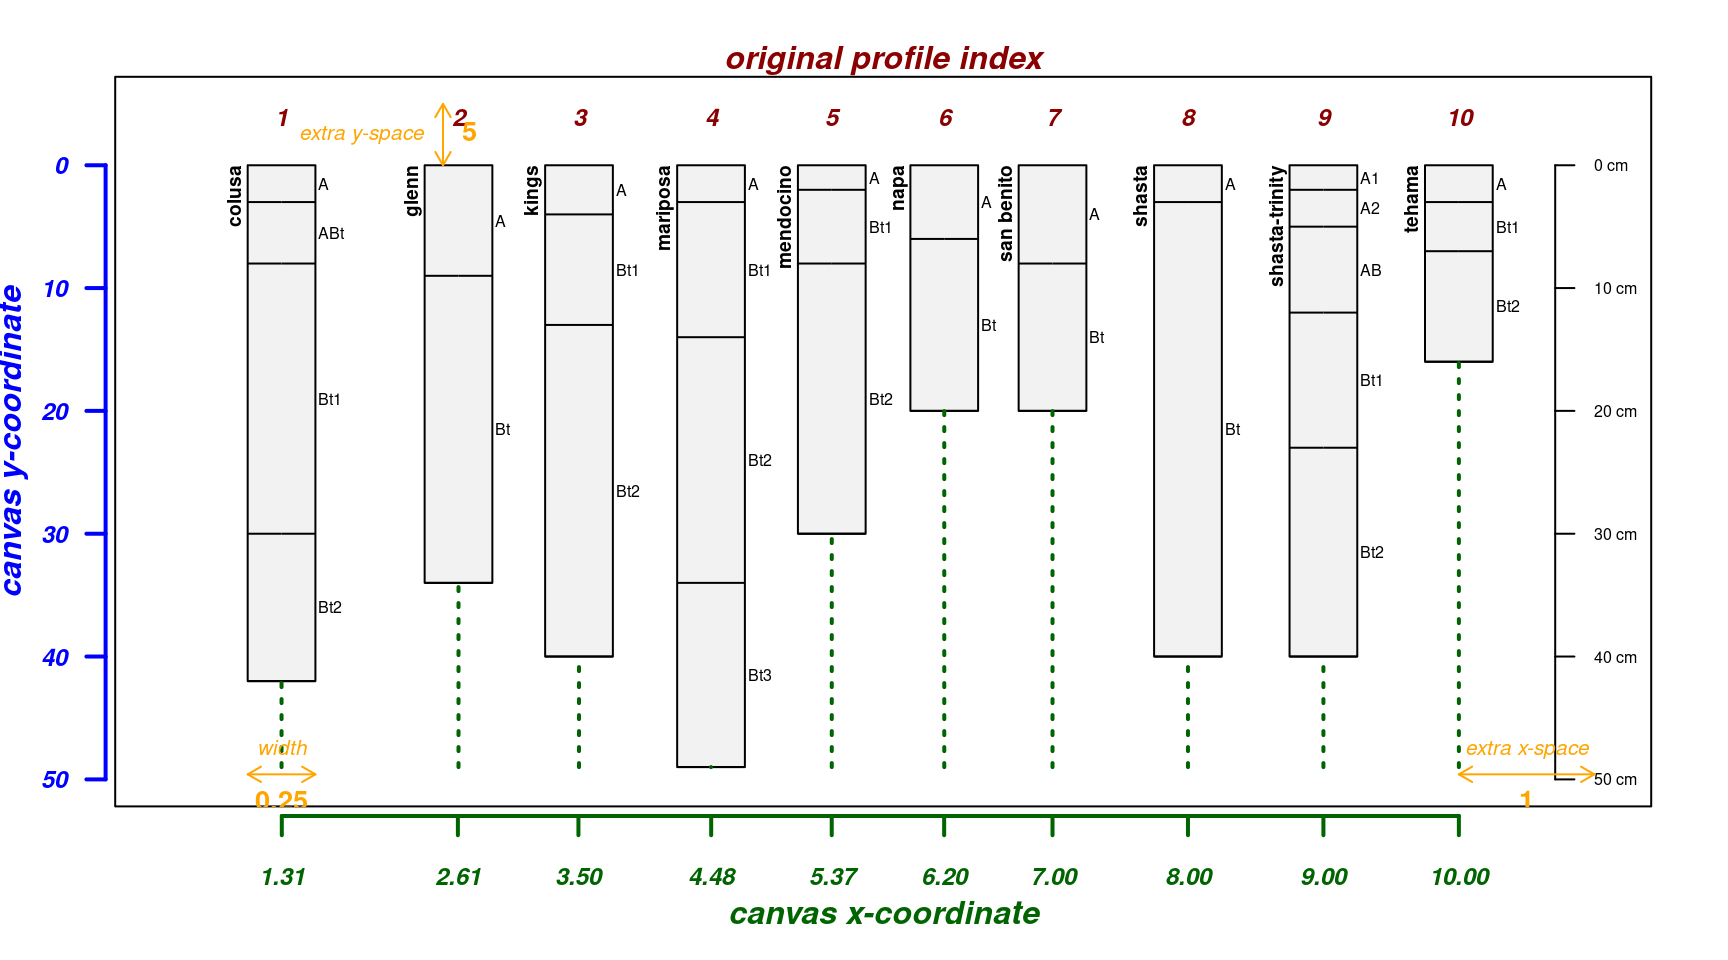 original profile index
1 2 3 4 5 6 7 8 9 10
extra y-space 5
canvas y-coordinate
0
10
20
30
40
50
colusa
A
ABt
Bt1
Bt2
glenn
A
Bt
kings
A
Bt1
Bt2
mariposa
A
Bt1
Bt2
Bt3
mendocino
A
Bt1
Bt2
napa
A
Bt
san benito
A
Bt
shasta
A
Bt
shasta-trinity
A1
A2
AB
Bt1
Bt2
tehama
A
Bt1
Bt2
0 cm
10 cm
20 cm
30 cm
40 cm
50 cm
width
0.25
extra x-space
1
1.31 2.61 3.50 4.48 5.37 6.20 7.00 8.00 9.00 10.00
canvas x-coordinate